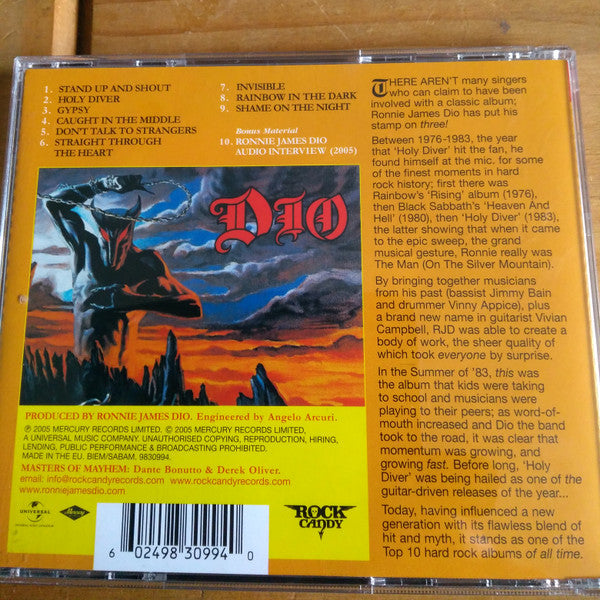 1. STAND UP AND SHOUT
2. HOLY DIVER
3. GYPSY
4. CAUGHT IN THE MIDDLE
5. DON'T TALK TO STRANGERS
6. STRAIGHT THROUGH
THE HEART
7. INVISIBLE
8. RAINBOW IN THE DARK
9. SHAME ON THE NIGHT
Bonus Material
10. RONNIE JAMES DIO
AUDIO INTERVIEW (2005)
DIO
PRODUCED BY RONNIE JAMES DIO. Engineered by Angelo Arcuri.
℗ 2005 MERCURY RECORDS LIMITED. © 2005 MERCURY RECORDS LIMITED,
A UNIVERSAL MUSIC COMPANY. UNAUTHORISED COPYING, REPRODUCTION, HIRING,
LENDING, PUBLIC PERFORMANCE & BROADCASTING PROHIBITED.
MADE IN THE EU. BIEM/SABAM. 9830994.
MASTERS OF MAYHEM: Dante Bonutto & Derek Oliver.
email: info@rockcandyrecords.com www.rockcandyrecords.com
www.ronniejamesdio.com
UNIVERSAL
Mercury
ROCK
CANDY
6 02498 30994 0
THERE AREN'T many singers
who can claim to have been
involved with a classic album;
Ronnie James Dio has put his
stamp on three!
Between 1976-1983, the year
that 'Holy Diver' hit the fan, he
found himself at the mic. for some
of the finest moments in hard
rock history; first there was
Rainbow's 'Rising' album (1976),
then Black Sabbath's 'Heaven And
Hell' (1980), then 'Holy Diver' (1983),
the latter showing that when it came
to the epic sweep, the grand
musical gesture, Ronnie really was
The Man (On The Silver Mountain).
By bringing together musicians
from his past (bassist Jimmy Bain
and drummer Vinny Appice), plus
a brand new name in guitarist Vivian
Campbell, RJD was able to create a
body of work, the sheer quality of
which took everyone by surprise.
In the Summer of '83, this was
the album that kids were taking
to school and musicians were
playing to their peers; as word-of-
mouth increased and Dio the band
took to the road, it was clear that
momentum was growing, and
growing fast. Before long, 'Holy
Diver' was being hailed as one of the
guitar-driven releases of the year...
Today, having influenced a new
generation with its flawless blend of
hit and myth, it stands as one of the
Top 10 hard rock albums of all time.